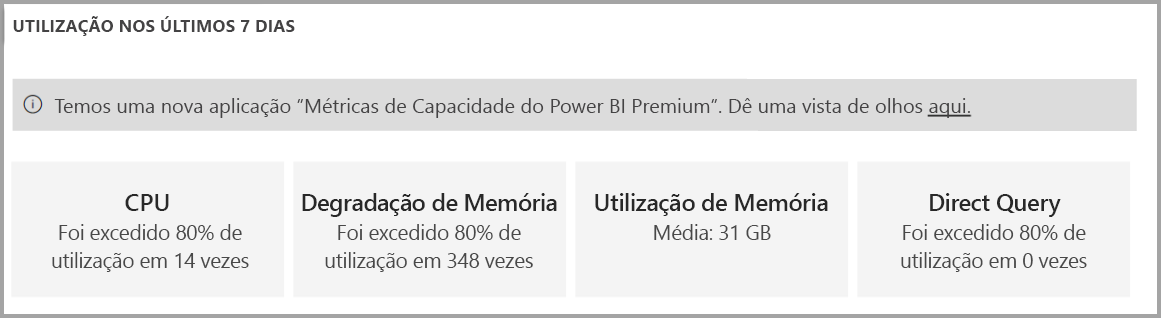 UTILIZAÇÃO NOS ÚLTIMOS 7 DIAS
Temos uma nova aplicação “Métricas de Capacidade do Power BI Premium”. Dê uma vista de olhos aqui.
CPU
Foi excedido 80% de
utilização em 14 vezes
Degradação de Memória
Foi excedido 80% de
utilização em 348 vezes
Utilização de Memória
Média: 31 GB
Direct Query
Foi excedido 80% de
utilização em 0 vezes